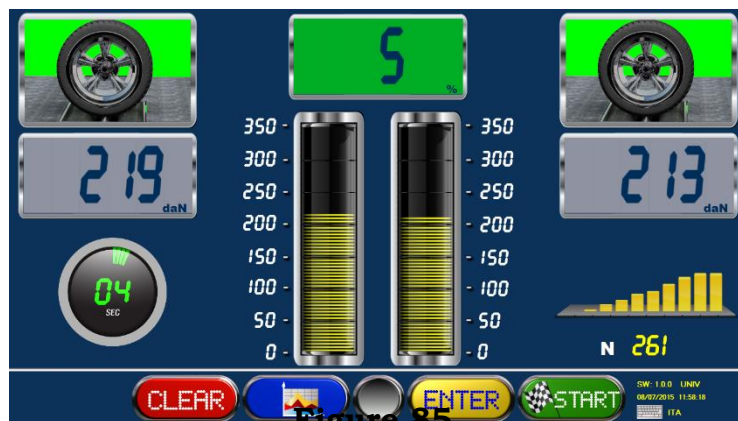 5
%
219
daN
213
daN
350 - - 350
300 - - 300
250 - - 250
200 - - 200
150 - - 150
100 - - 100
50 - - 50
0 - - 0
04
SEC
N 261
CLEAR
ENTER
START
SW: 1.0.0 UNIV
08/07/2015 11:58:18
ITA
Figure 85